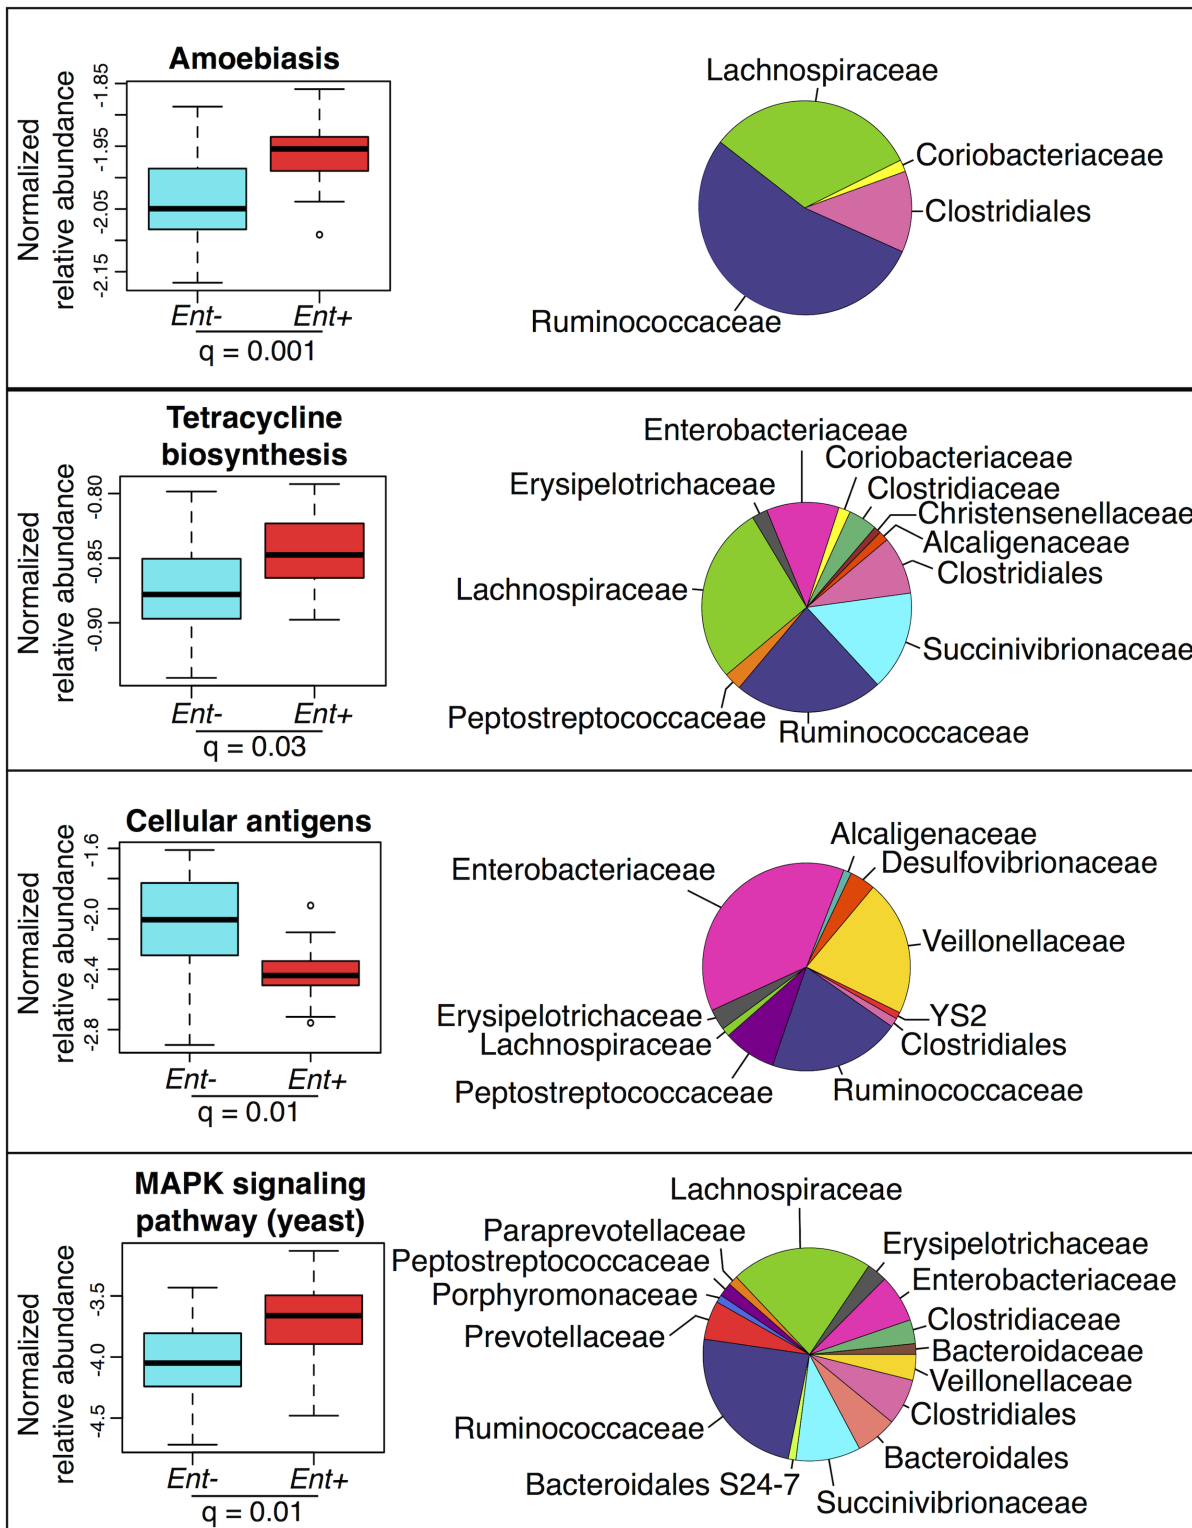 Amoebiasis
Normalized
relative abundance
-1.85
-1.95
-2.05
-2.15
Ent-
Ent+
q = 0.001
Lachnospiraceae
Coriobacteriaceae
Clostridiales
Ruminococcaceae
Tetracycline
biosynthesis
Normalized
relative abundance
-0.80
-0.85
-0.90
Ent-
Ent+
q = 0.03
Enterobacteriaceae
Coriobacteriaceae
Erysipelotrichaceae
Clostridiaceae
Christensenellaceae
Alcaligenaceae
Clostridiales
Lachnospiraceae
Succinivibrionaceae
Peptostreptococcaceae
Ruminococcaceae
Cellular antigens
Normalized
relative abundance
-1.6
-2.0
-2.4
-2.8
Ent-
Ent+
q = 0.01
Alcaligenaceae
Desulfovibrionaceae
Enterobacteriaceae
Veillonellaceae
Erysipelotrichaceae
YS2
Lachnospiraceae
Clostridiales
Peptostreptococcaceae
Ruminococcaceae
MAPK signaling
pathway (yeast)
Normalized
relative abundance
-3.5
-4.0
-4.5
Ent-
Ent+
q = 0.01
Lachnospiraceae
Paraprevotellaceae
Erysipelotrichaceae
Peptostreptococcaceae
Enterobacteriaceae
Porphyromonaceae
Clostridiaceae
Prevotellaceae
Bacteroidaceae
Veillonellaceae
Clostridiales
Ruminococcaceae
Bacteroidales
Bacteroidales S24-7
Succinivibrionaceae